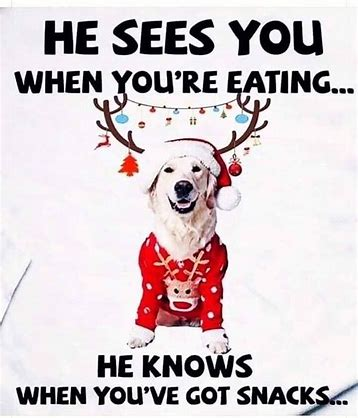 HE SEES YOU
WHEN YOU'RE EATING...
HE KNOWS
WHEN YOU'VE GOT SNACKS...